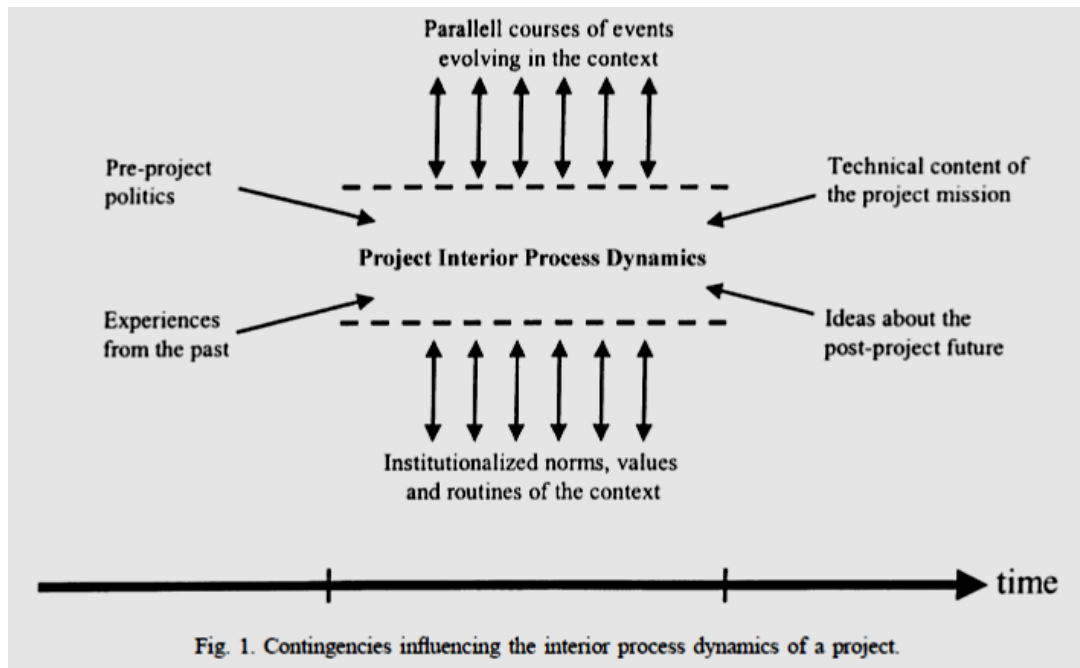 Parallell courses of events
evolving in the context
Pre-project
politics
Technical content of
the project mission
Project Interior Process Dynamics
Experiences
from the past
Ideas about the
post-project future
Institutionalized norms, values
and routines of the context
time
Fig. 1. Contingencies influencing the interior process dynamics of a project.